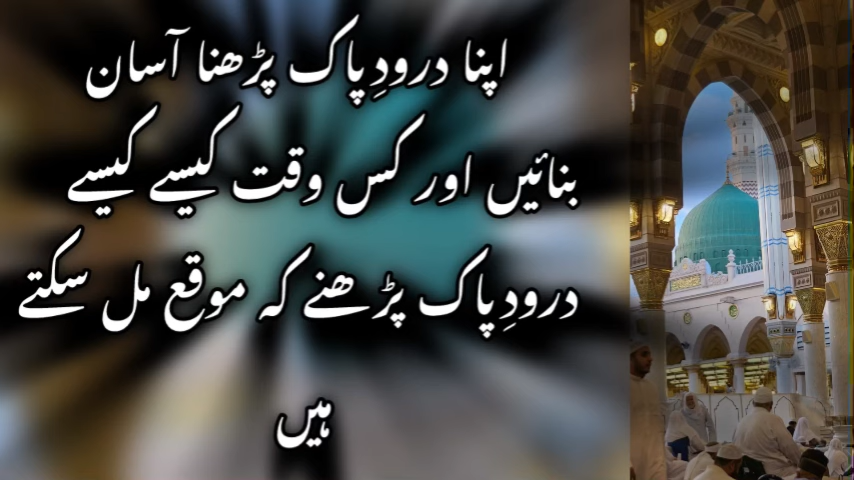 اپنا درودِپاک پڑھنا آسان
بنائیں اور کس وقت کیسے کیسے
درودِپاک پڑھنے کہ موقع مل سکتے
ہیں